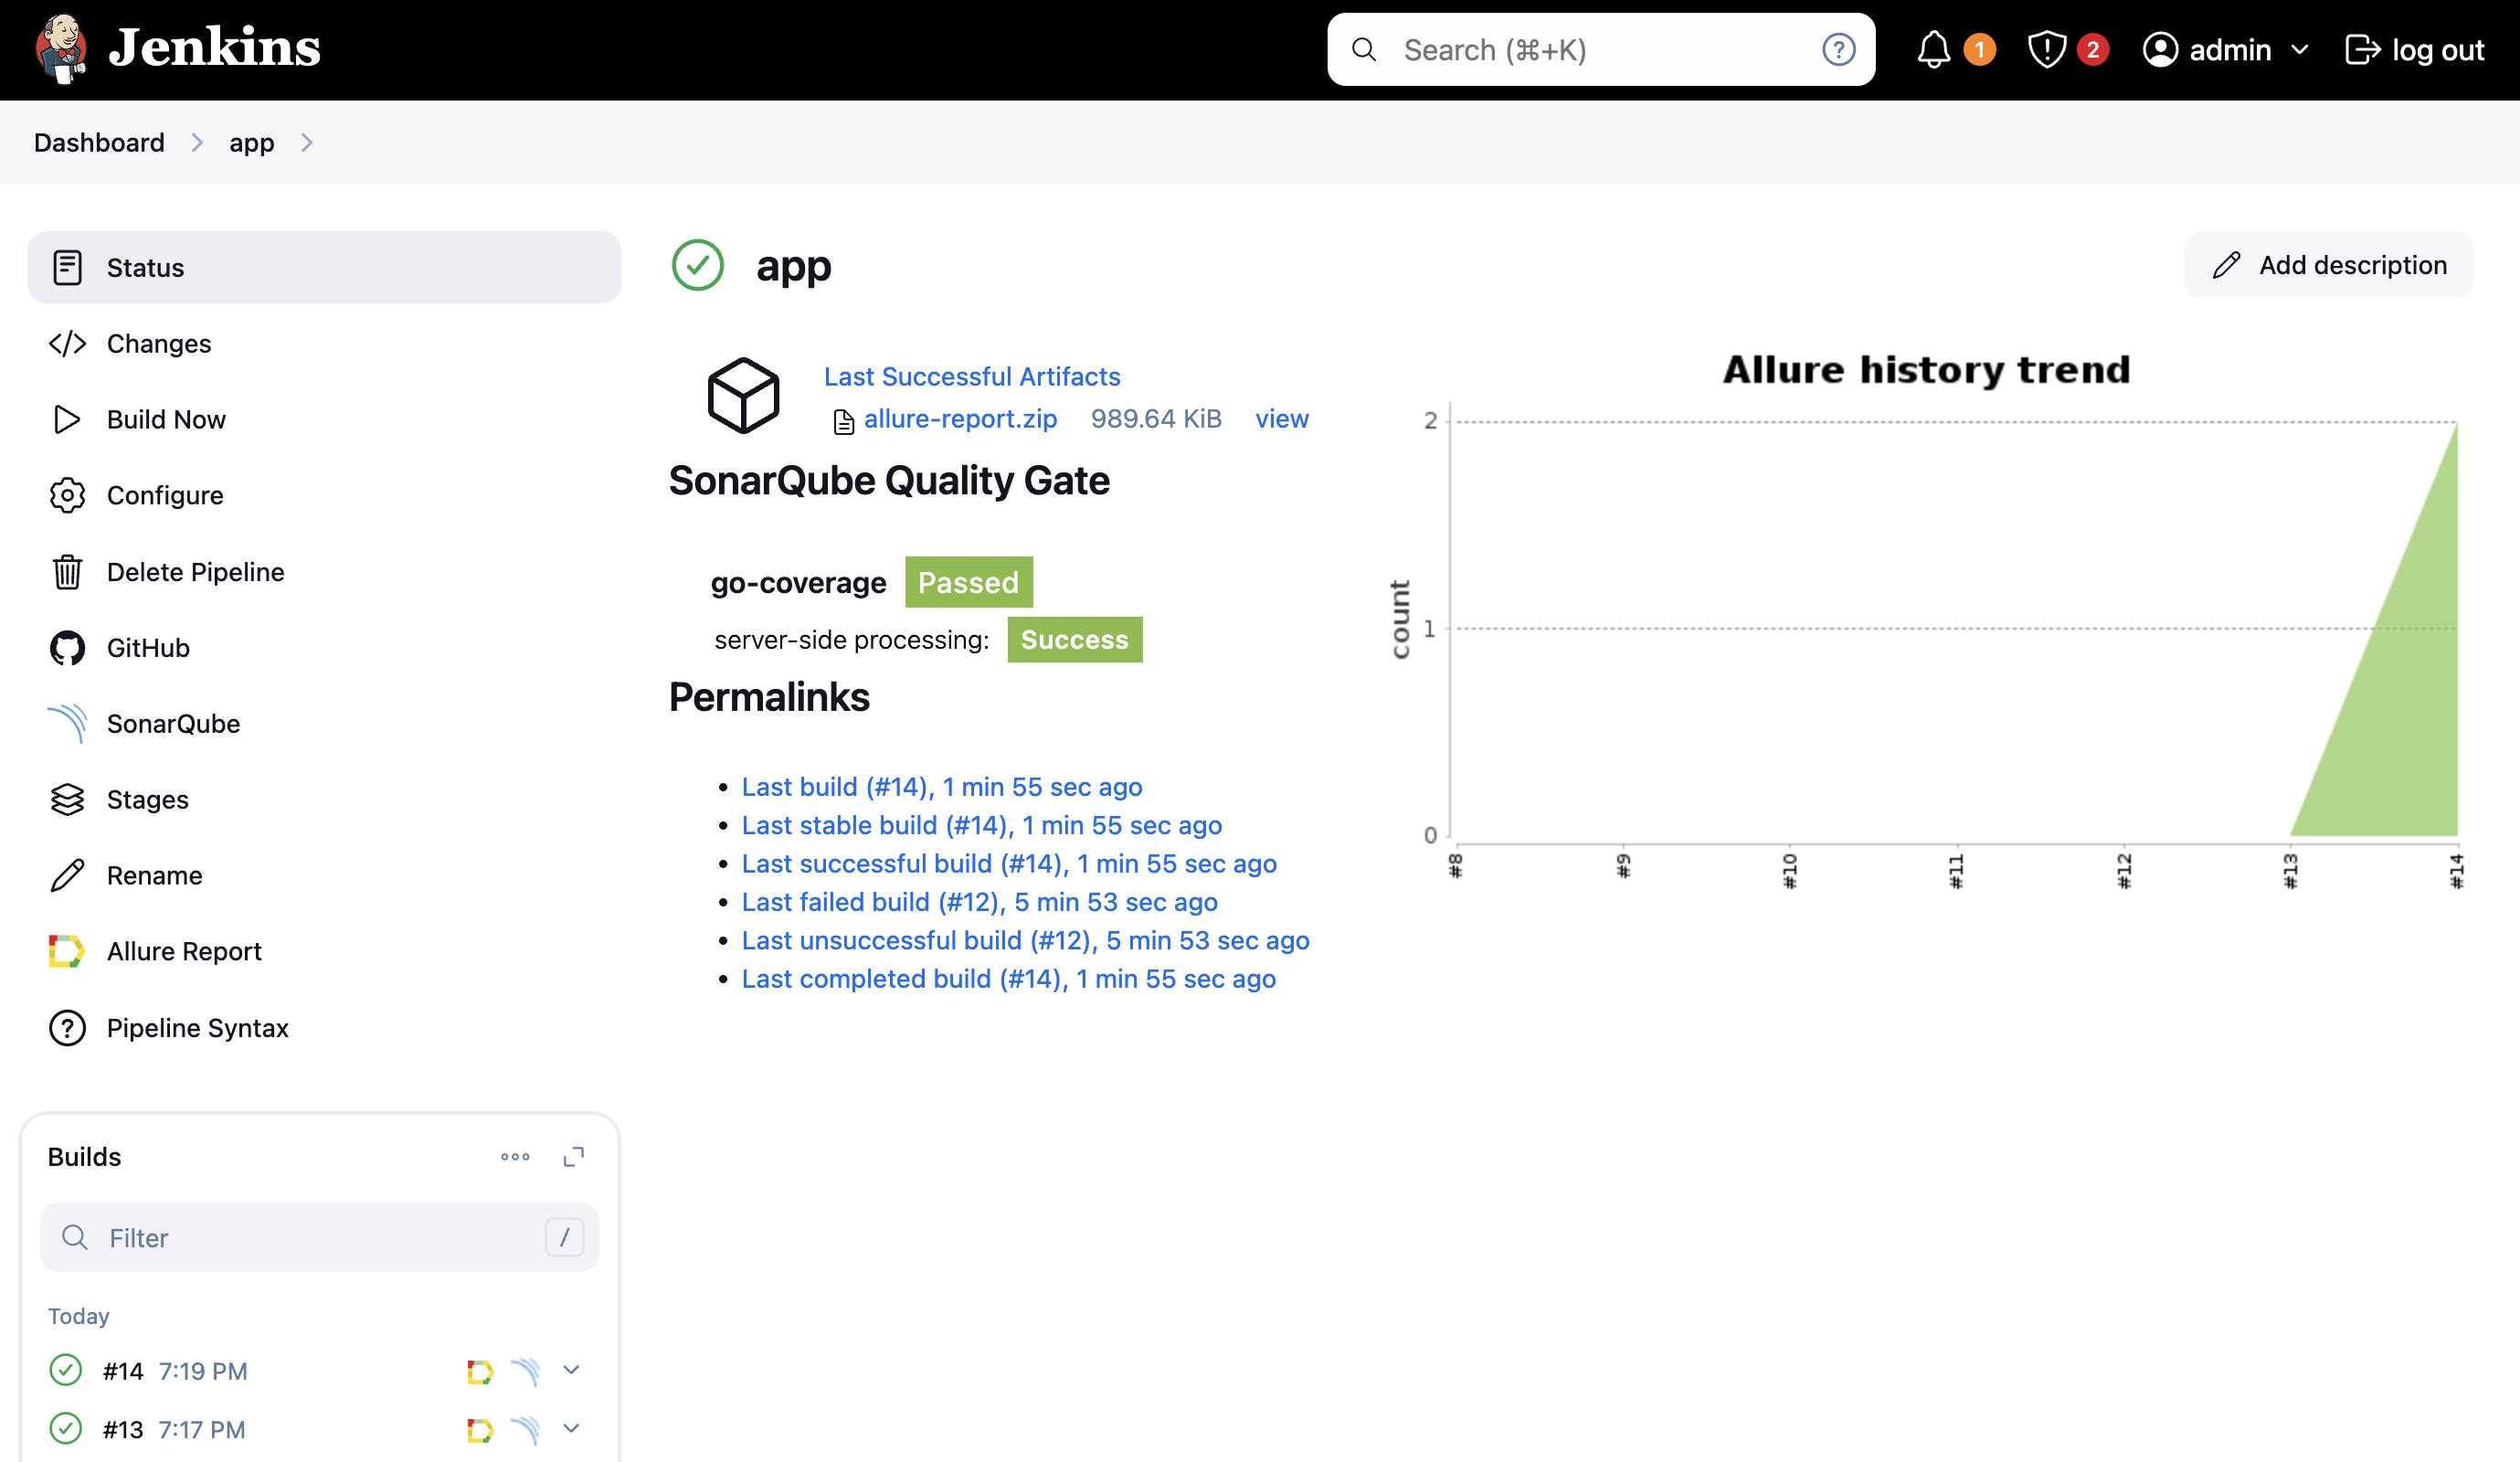 Jenkins
Search (⌘+K)
1
2
admin
log out
Dashboard
app
Status
Changes
Build Now
Configure
Delete Pipeline
GitHub
SonarQube
Stages
Rename
Allure Report
Pipeline Syntax
Builds
Filter
/
Today
#14 7:19 PM
#13 7:17 PM
app
Add description
Last Successful Artifacts
allure-report.zip 989.64 KiB view
SonarQube Quality Gate
go-coverage Passed
server-side processing: Success
Permalinks
Last build (#14), 1 min 55 sec ago
Last stable build (#14), 1 min 55 sec ago
Last successful build (#14), 1 min 55 sec ago
Last failed build (#12), 5 min 53 sec ago
Last unsuccessful build (#12), 5 min 53 sec ago
Last completed build (#14), 1 min 55 sec ago
Allure history trend
count
2
1
0
#8 #9 #10 #11 #12 #13 #14